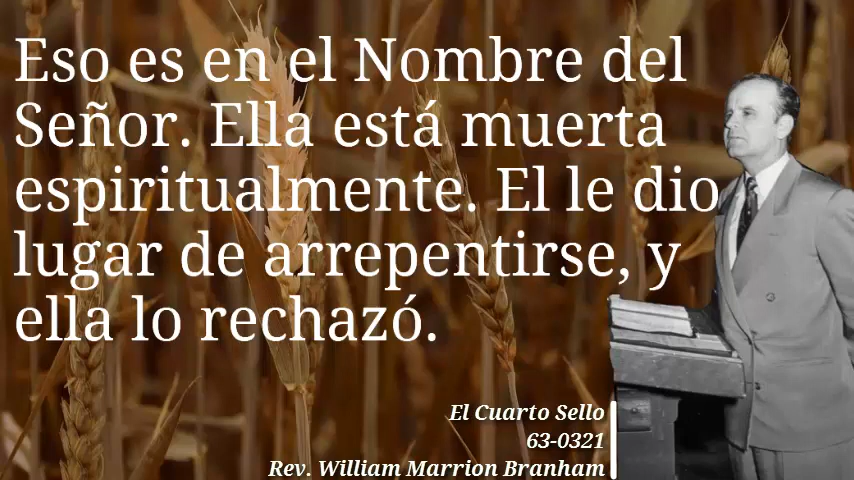 Eso es en el Nombre del
Señor. Ella está muerta
espiritualmente. El le dio
lugar de arrepentirse, y
ella lo rechazó.
El Cuarto Sello
63-0321
Rev. William Marrion Branham